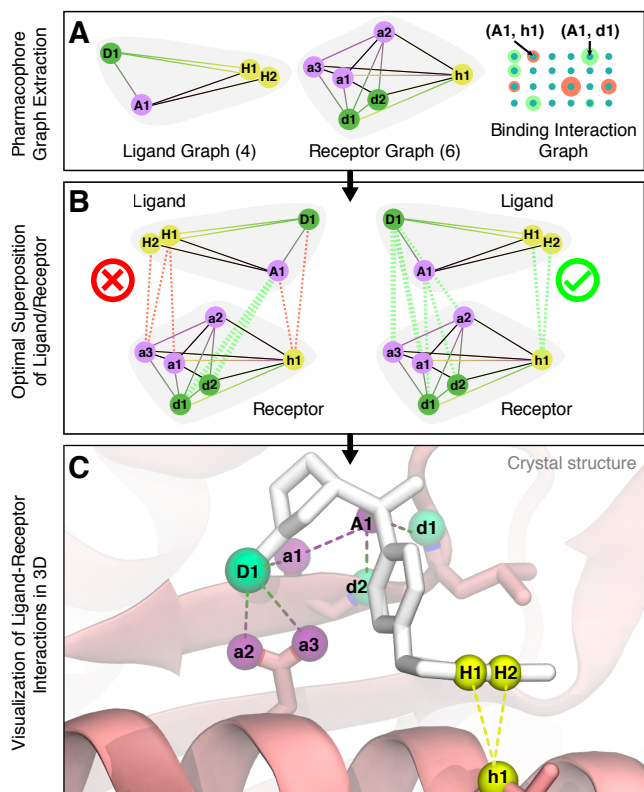 Pharmacophore
Graph Extraction
A
D1
H1
H2
A1
Ligand Graph (4)
a2
a3
a1
h1
d2
d1
Receptor Graph (6)
(A1, h1)
(A1, d1)
Binding Interaction
Graph
Optimal Superposition
of Ligand/Receptor
B
Ligand
D1
H1
H2
A1
a2
a3
a1
h1
d2
d1
Receptor
Ligand
D1
H1
H2
A1
a2
a3
a1
h1
d2
d1
Receptor
Visualization of Ligand-Receptor
Interactions in 3D
C
Crystal structure
A1
d1
a1
D1
d2
a2
a3
H1
H2
h1